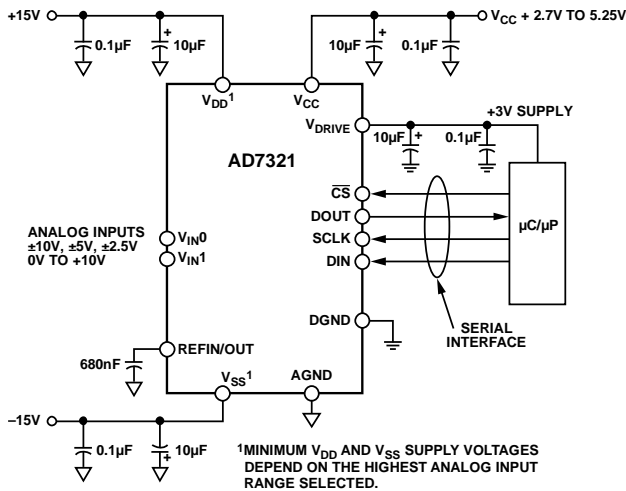 +15V
0.1µF
+
10µF
10µF
+
0.1µF
VCC + 2.7V TO 5.25V
VDD1
VCC
VDRIVE
+3V SUPPLY
10µF
+
0.1µF
AD7321
CS
DOUT
SCLK
DIN
µC/µP
ANALOG INPUTS
±10V, ±5V, ±2.5V
0V TO +10V
VIN0
VIN1
DGND
SERIAL
INTERFACE
REFIN/OUT
680nF
VSS1
AGND
–15V
0.1µF
10µF
+
1MINIMUM VDD AND VSS SUPPLY VOLTAGES
DEPEND ON THE HIGHEST ANALOG INPUT
RANGE SELECTED.